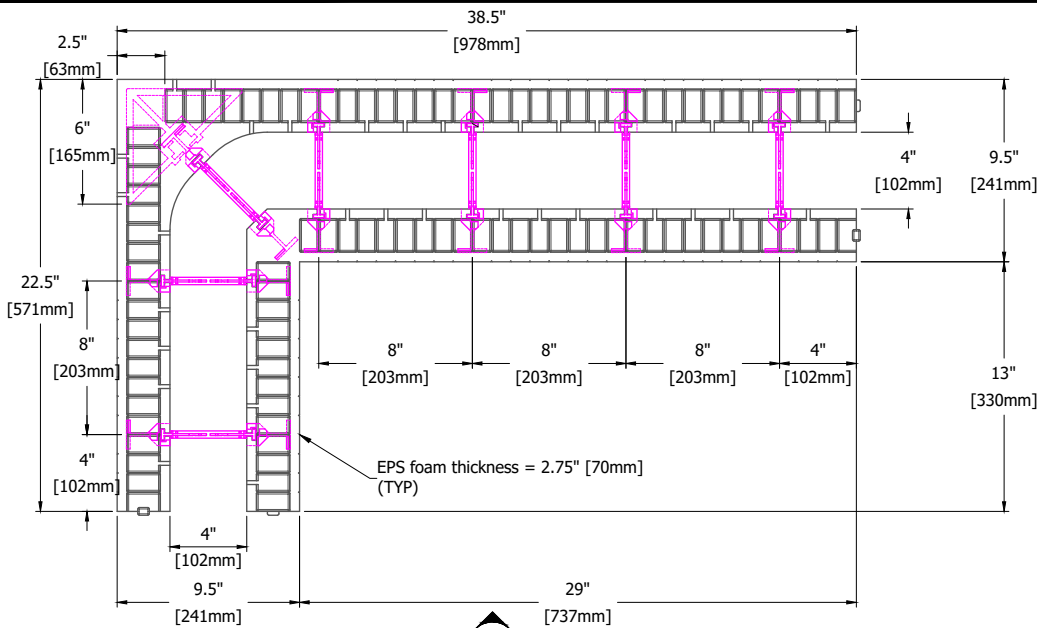 38.5"
[978mm]
2.5"
[63mm]
6"
[165mm]
4"
[102mm]
9.5"
[241mm]
22.5"
[571mm]
8"
[203mm]
8"
[203mm]
8"
[203mm]
8"
[203mm]
4"
[102mm]
13"
[330mm]
4"
[102mm]
EPS foam thickness = 2.75" [70mm]
(TYP)
4"
[102mm]
9.5"
[241mm]
29"
[737mm]